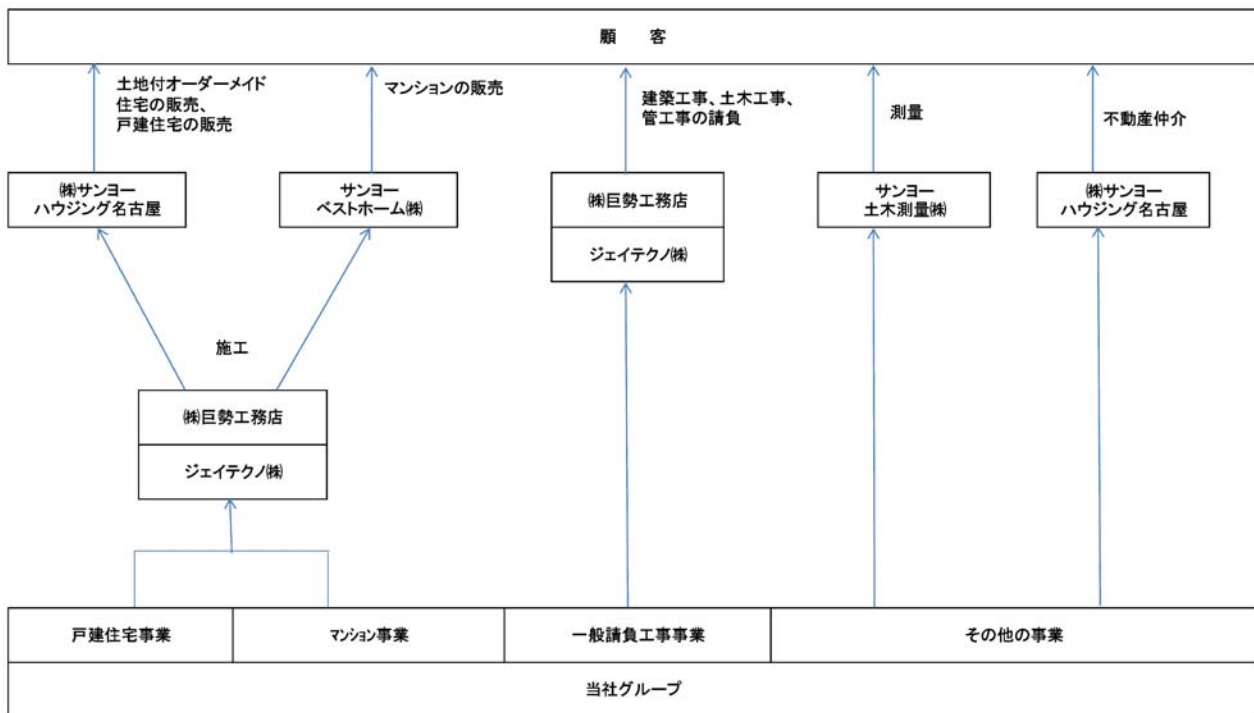 顧　客
土地付オーダーメイド
住宅の販売、
戸建住宅の販売
マンションの販売
建築工事、土木工事、
管工事の請負
測量
不動産仲介
㈱サンヨー
ハウジング名古屋
サンヨー
ベストホーム㈱
㈱巨勢工務店
ジェイテクノ㈱
サンヨー
土木測量㈱
㈱サンヨー
ハウジング名古屋
施工
㈱巨勢工務店
ジェイテクノ㈱
戸建住宅事業
マンション事業
一般請負工事事業
その他の事業
当社グループ